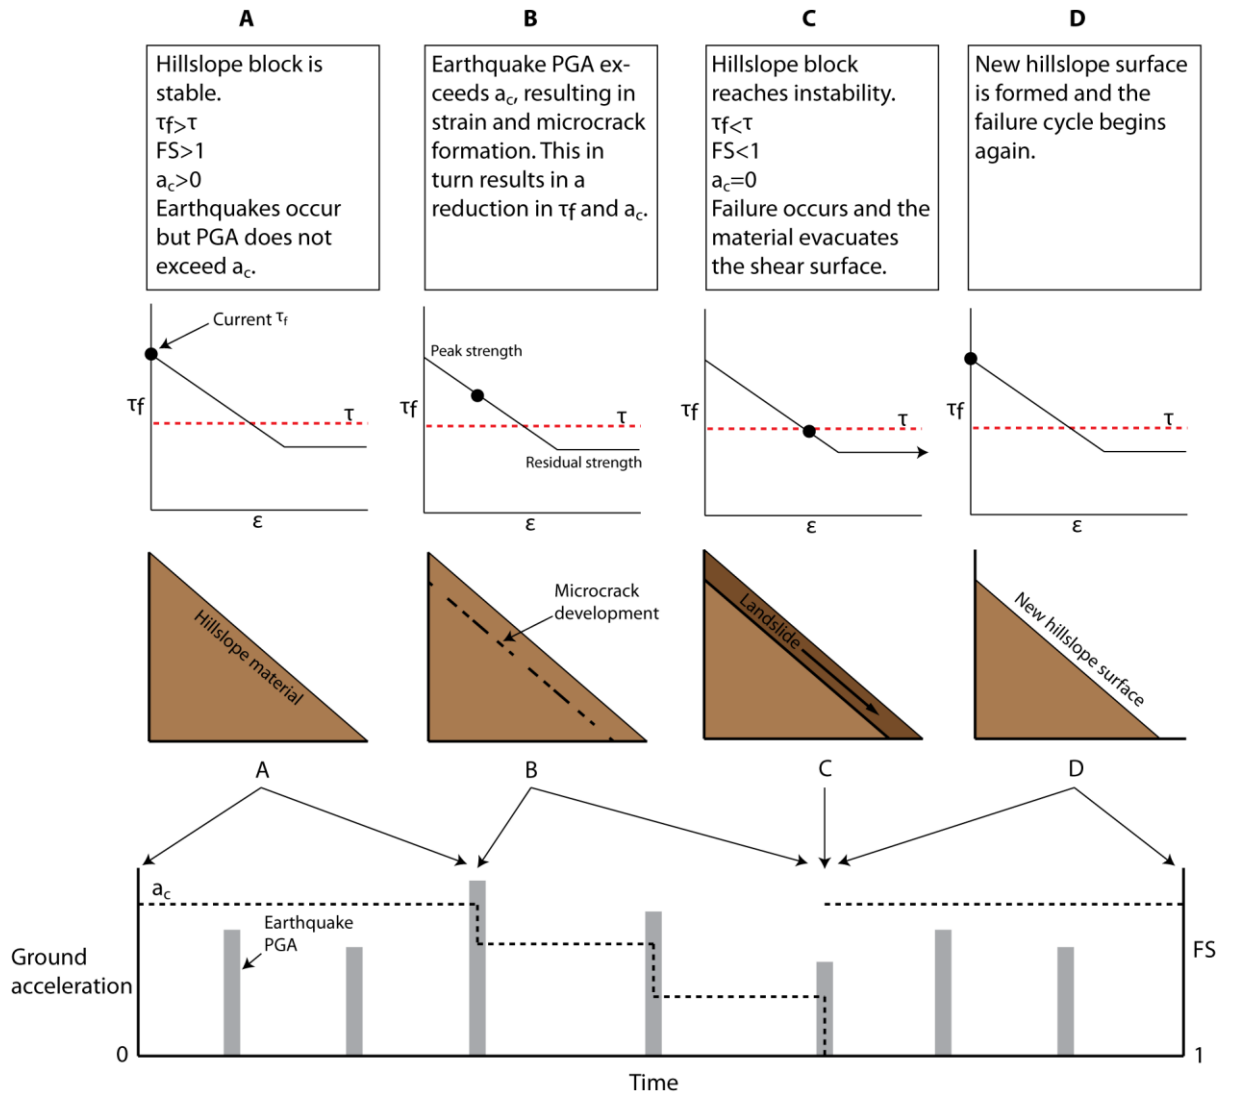 A
B
C
D
Hillslope block is
stable.
τf>τ
FS>1
ac>0
Earthquakes occur
but PGA does not
exceed ac.
Earthquake PGA ex-
ceeds ac, resulting in
strain and microcrack
formation. This in
turn results in a
reduction in τf and ac.
Hillslope block
reaches instability.
τf<τ
FS<1
ac=0
Failure occurs and the
material evacuates
the shear surface.
New hillslope surface
is formed and the
failure cycle begins
again.
Current τf
τf
τ
ε
Peak strength
τf
τ
Residual strength
ε
τf
τ
ε
τf
τ
ε
Hillslope material
Microcrack
development
Landslide
New hillslope surface
A
B
C
D
ac
Earthquake
PGA
Ground
acceleration
FS
0
1
Time